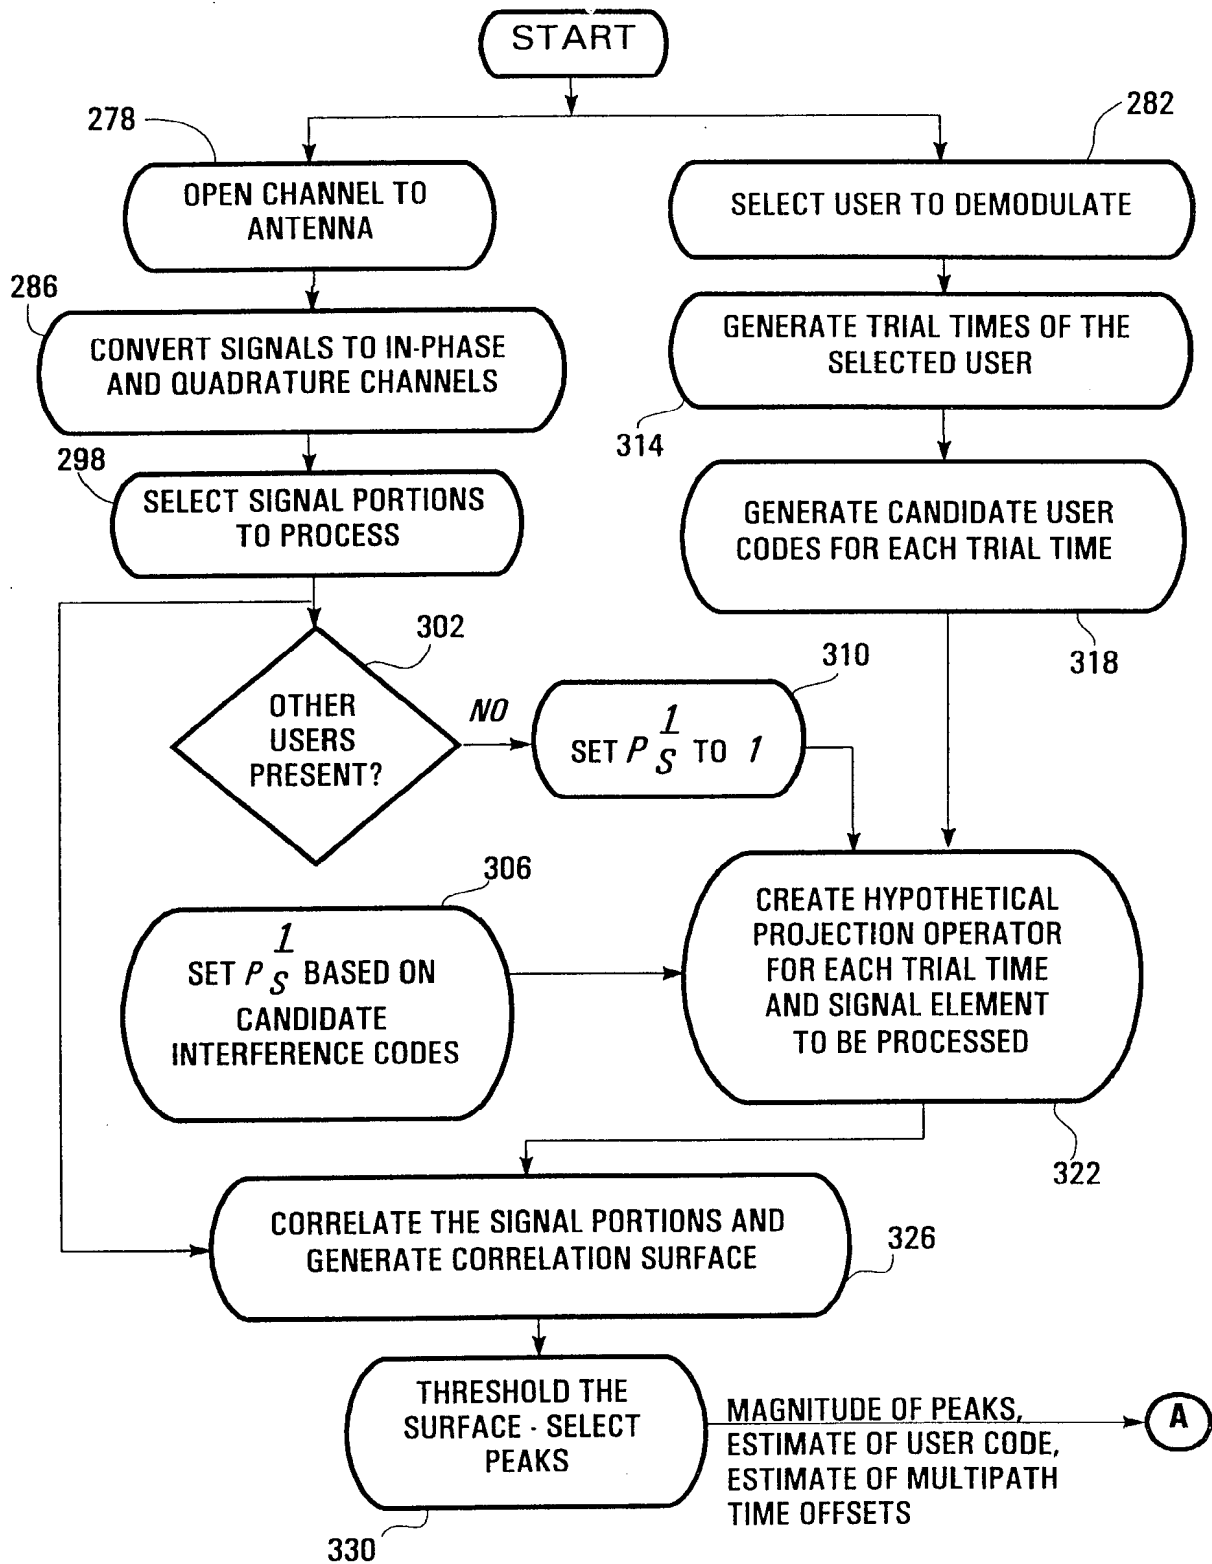 START
278
282
OPEN CHANNEL TO
ANTENNA
SELECT USER TO DEMODULATE
286
CONVERT SIGNALS TO IN-PHASE
AND QUADRATURE CHANNELS
GENERATE TRIAL TIMES OF THE
SELECTED USER
314
298
SELECT SIGNAL PORTIONS
TO PROCESS
GENERATE CANDIDATE USER
CODES FOR EACH TRIAL TIME
318
302
OTHER
USERS
PRESENT?
NO
310
SET P 1 S TO 1
306
SET P 1 S BASED ON
CANDIDATE
INTERFERENCE CODES
CREATE HYPOTHETICAL
PROJECTION OPERATOR
FOR EACH TRIAL TIME
AND SIGNAL ELEMENT
TO BE PROCESSED
322
CORRELATE THE SIGNAL PORTIONS AND
GENERATE CORRELATION SURFACE
326
THRESHOLD THE
SURFACE - SELECT
PEAKS
330
MAGNITUDE OF PEAKS,
ESTIMATE OF USER CODE,
ESTIMATE OF MULTIPATH
TIME OFFSETS
A